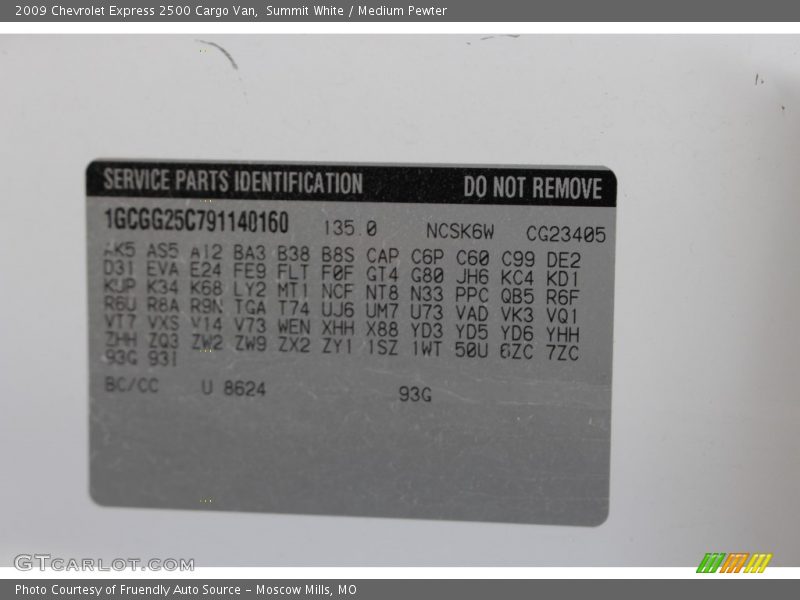 2009 Chevrolet Express 2500 Cargo Van,  Summit White / Medium Pewter
SERVICE PARTS IDENTIFICATION DO NOT REMOVE
1GCGG25C791140160 135.0 NCSK6W CG23405
AK5 AS5 A12 BA3 B38 B8S CAP C6P C60 C99 DE2
D31 EVA E24 FE9 FLT F0F GT4 G80 JH6 KC4 KD1
KUP K34 K68 LY2 MT1 NCF NT8 N33 PPC QB5 R6F
R6U R8A R9N TGA T74 UJ6 UM7 U73 VAD VK3 VQ1
VT7 VXS V14 V73 WEN XHH X88 YD3 YD5 YD6 YHH
ZHH ZQ3 ZW2 ZW9 ZX2 ZY1 1SZ 1WT 50U 6ZC 7ZC
93G 93I
BC/CC U 8624 93G
GTCARLOT.COM
Photo Courtesy of Fruendly Auto Source - Moscow Mills, MO